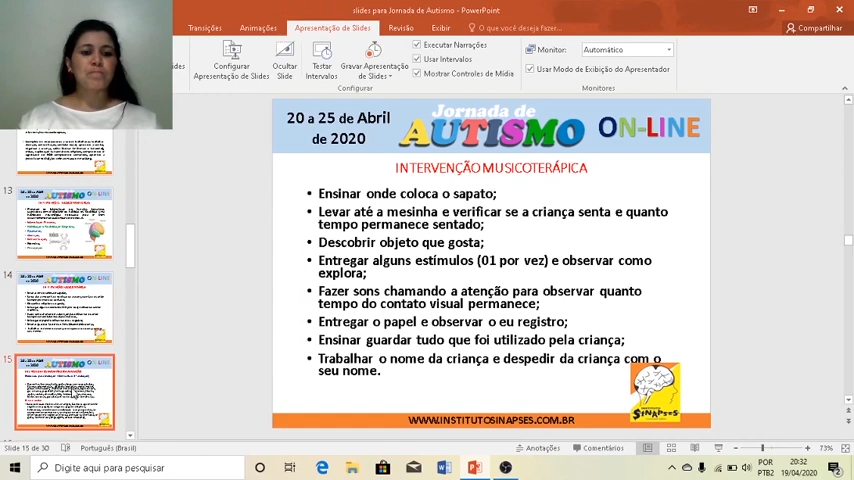 slides para Jornada de Autismo - PowerPoint
Transições Animações Apresentação de Slides Revisão Exibir O que você deseja fazer... Compartilhar
Configurar Apresentação de Slides
Ocultar Slide
Testar Intervalos
Gravar Apresentação de Slides
Executar Narrações
Usar Intervalos
Mostrar Controles de Mídia
Configurar
Monitor: Automático
Usar Modo de Exibição do Apresentador
Monitores
20 a 25 de Abril
de 2020
Jornada de
AUTISMO ON-LINE
INTERVENÇÃO MUSICOTERÁPICA
• Ensinar onde coloca o sapato;
• Levar até a mesinha e verificar se a criança senta e quanto
tempo permanece sentado;
• Descobrir objeto que gosta;
• Entregar alguns estímulos (01 por vez) e observar como
explora;
• Fazer sons chamando a atenção para observar quanto
tempo do contato visual permanece;
• Entregar o papel e observar o eu registro;
• Ensinar guardar tudo que foi utilizado pela criança;
• Trabalhar o nome da criança e despedir da criança com o
seu nome.
SINAPSES
WWW.INSTITUTOSINAPSES.COM.BR
13
14
15
Slide 15 de 30 Português (Brasil) Anotações Comentários 73%
Digite aqui para pesquisar
POR
PTB2
20:32
19/04/2020
2